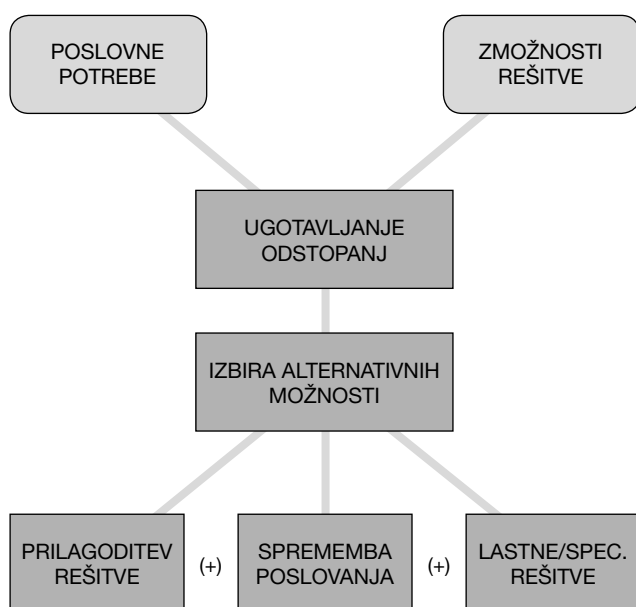 POSLOVNE
POTREBE
ZMOŽNOSTI
REŠITVE
UGOTAVLJANJE
ODSTOPANJ
IZBIRA ALTERNATIVNIH
MOŽNOSTI
PRILAGODITEV
REŠITVE
(+)
SPREMEMBA
POSLOVANJA
(+)
LASTNE/SPEC.
REŠITVE